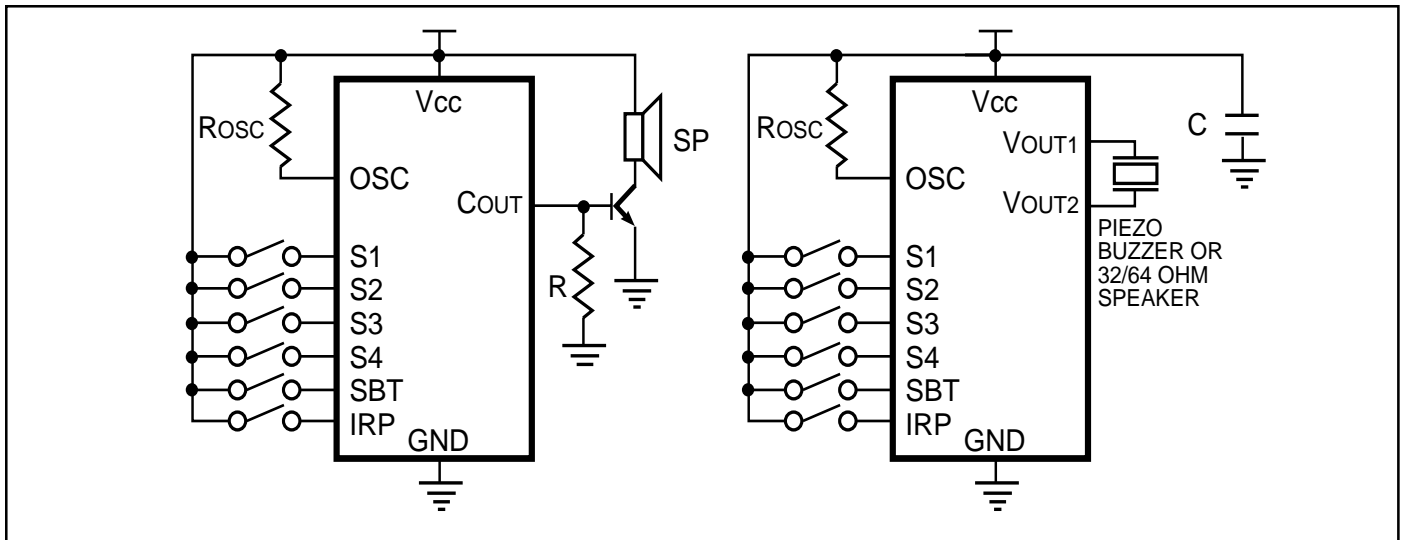 Vcc
ROSC
OSC
SP
COUT
S1
R
S2
S3
S4
SBT
IRP
GND
Vcc
ROSC
C
VOUT1
OSC
VOUT2
PIEZO
BUZZER OR
32/64 OHM
SPEAKER
S1
S2
S3
S4
SBT
IRP
GND